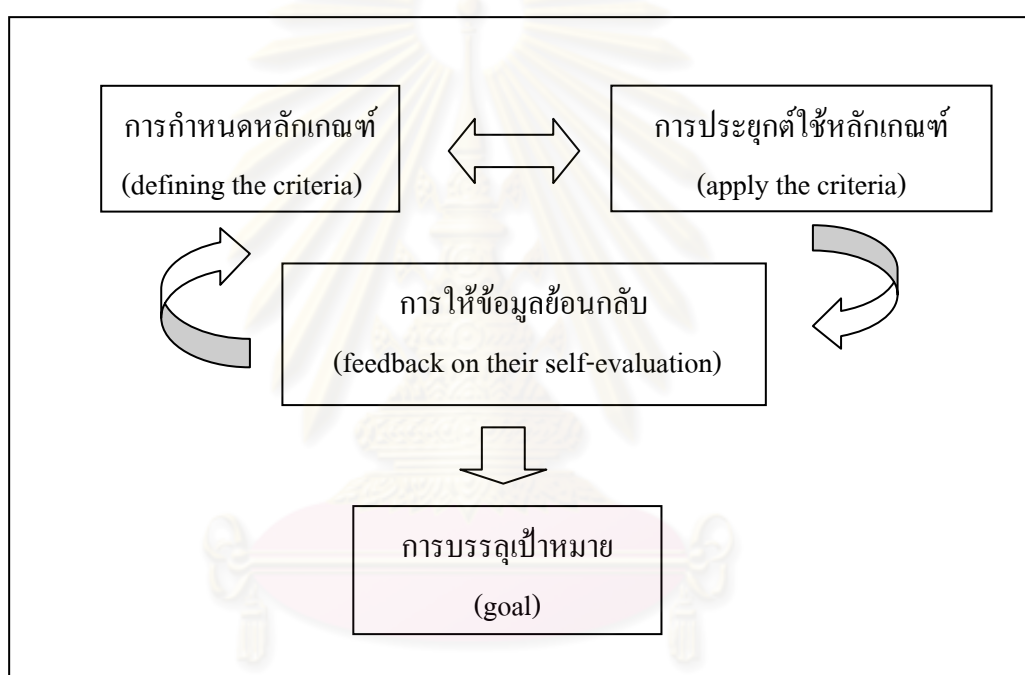 การกำหนดหลักเกณฑ์
(defining the criteria)
การประยุกต์ใช้หลักเกณฑ์
(apply the criteria)
การให้ข้อมูลย้อนกลับ
(feedback on their self-evaluation)
การบรรลุเป้าหมาย
(goal)